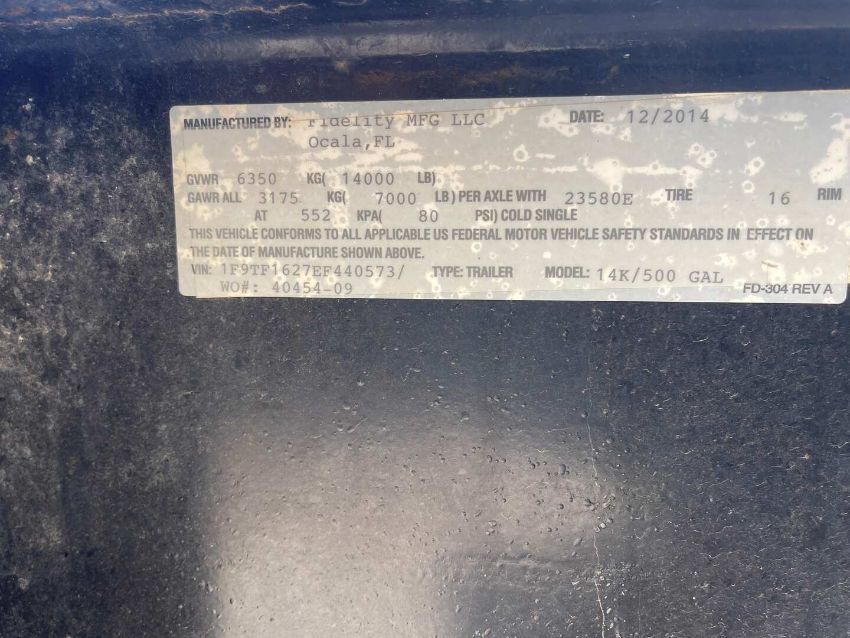 MANUFACTURED BY: Fidelity MFG LLC DATE: 12/2014
Ocala,FL
GVWR 6350 KG( 14000 LB)
GAWR ALL 3175 KG( 7000 LB) PER AXLE WITH 23580E TIRE 16 RIM
AT 552 KPA( 80 PSI) COLD SINGLE
THIS VEHICLE CONFORMS TO ALL APPLICABLE US FEDERAL MOTOR VEHICLE SAFETY STANDARDS IN EFFECT ON
THE DATE OF MANUFACTURE SHOWN ABOVE.
VIN: 1F9TF1627EF440573/ TYPE: TRAILER MODEL: 14K/500 GAL
WO#: 40454-09 FD-304 REV A